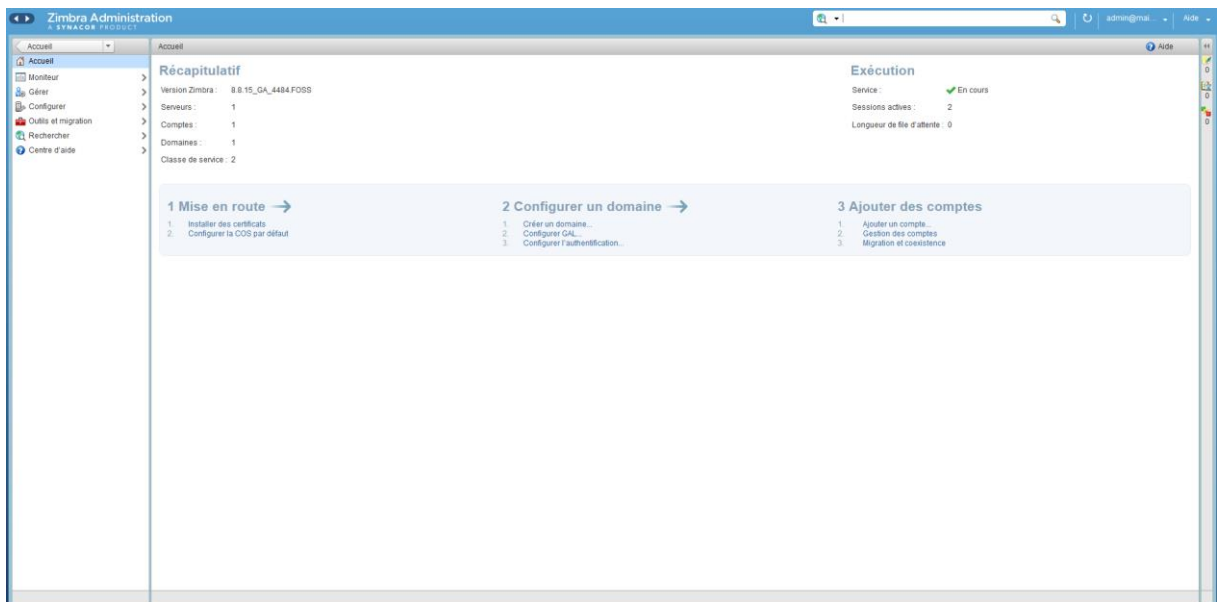 Zimbra Administration
A SYNACOR PRODUCT
admin@mai...
Aide
Accueil
Accueil
Aide
Accueil
Moniteur
Gérer
Configurer
Outils et migration
Rechercher
Centre d'aide
Récapitulatif
Version Zimbra : 8.8.15_GA_4484.FOSS
Serveurs : 1
Comptes : 1
Domaines : 1
Classe de service : 2
Exécution
Service : En cours
Sessions actives : 2
Longueur de file d'attente : 0
0
0
0
1 Mise en route
1. Installer des certificats
2. Configurer la COS par défaut
2 Configurer un domaine
1. Créer un domaine...
2. Configurer GAL...
3. Configurer l'authentification...
3 Ajouter des comptes
1. Ajouter un compte...
2. Gestion des comptes
3. Migration et coexistence